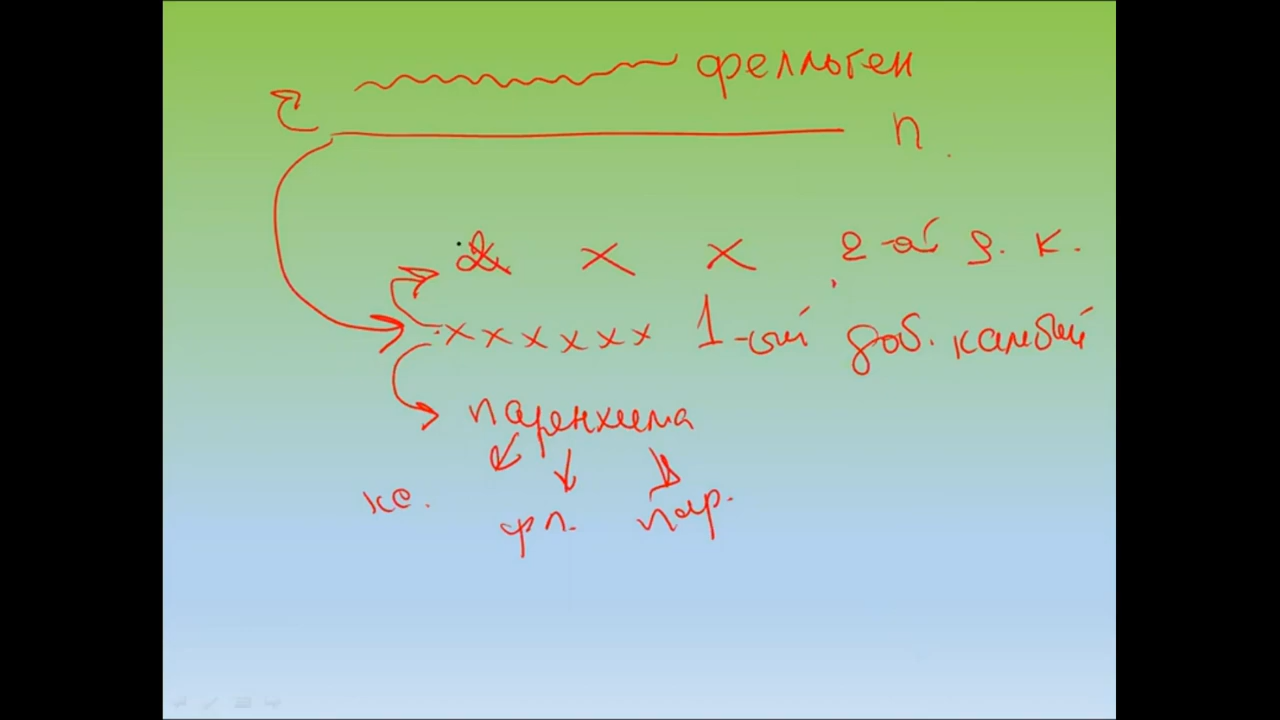 феллоген
п.
х х х 2-ой д. к.
х х х х х х 1-ый доб. камбий
паренхима
кс. фл. пар.